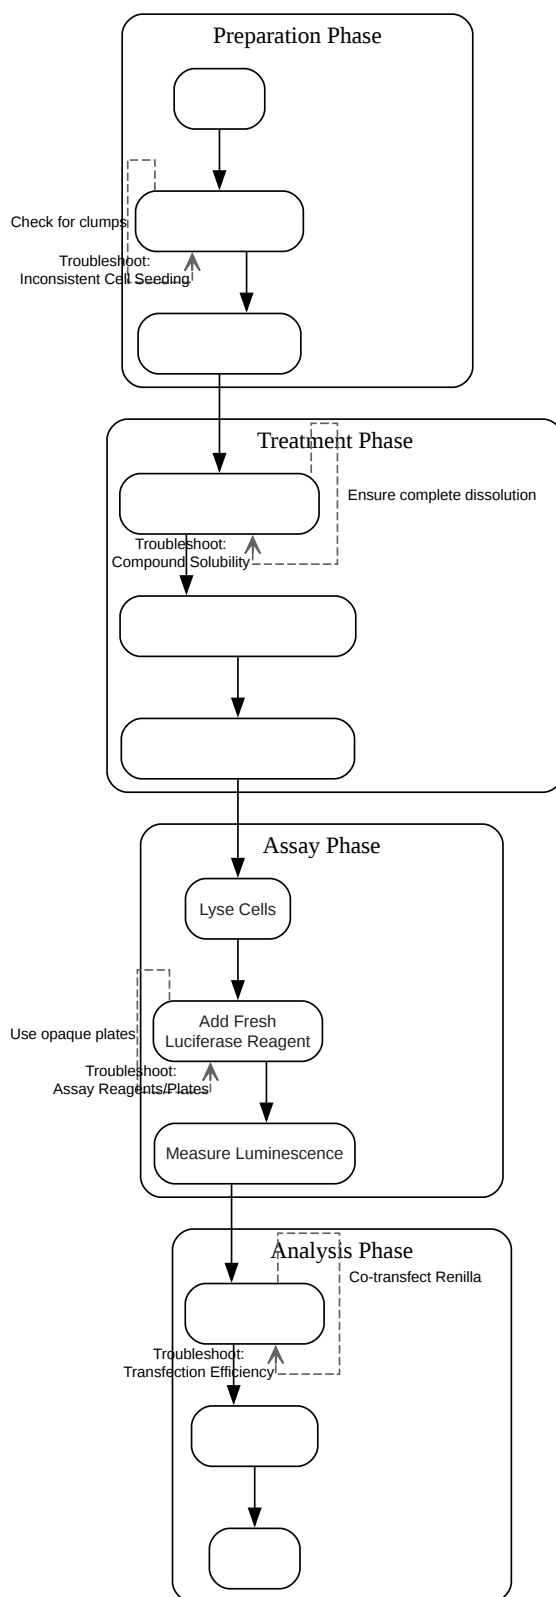 Preparation Phase
Check for clumps
Troubleshoot:
Inconsistent Cell Seeding
Treatment Phase
Ensure complete dissolution
Troubleshoot:
Compound Solubility
Assay Phase
Lyse Cells
Add Fresh
Luciferase Reagent
Use opaque plates
Troubleshoot:
Assay Reagents/Plates
Measure Luminescence
Analysis Phase
Co-transfect Renilla
Troubleshoot:
Transfection Efficiency